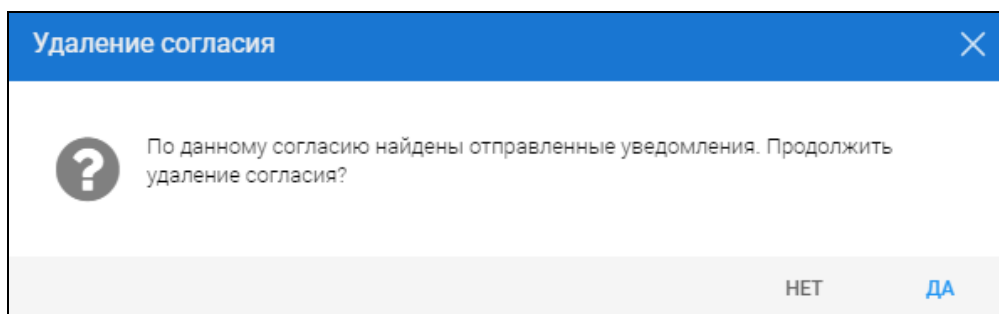 Удаление согласия
По данному согласию найдены отправленные уведомления. Продолжить
удаление согласия?
НЕТ ДА